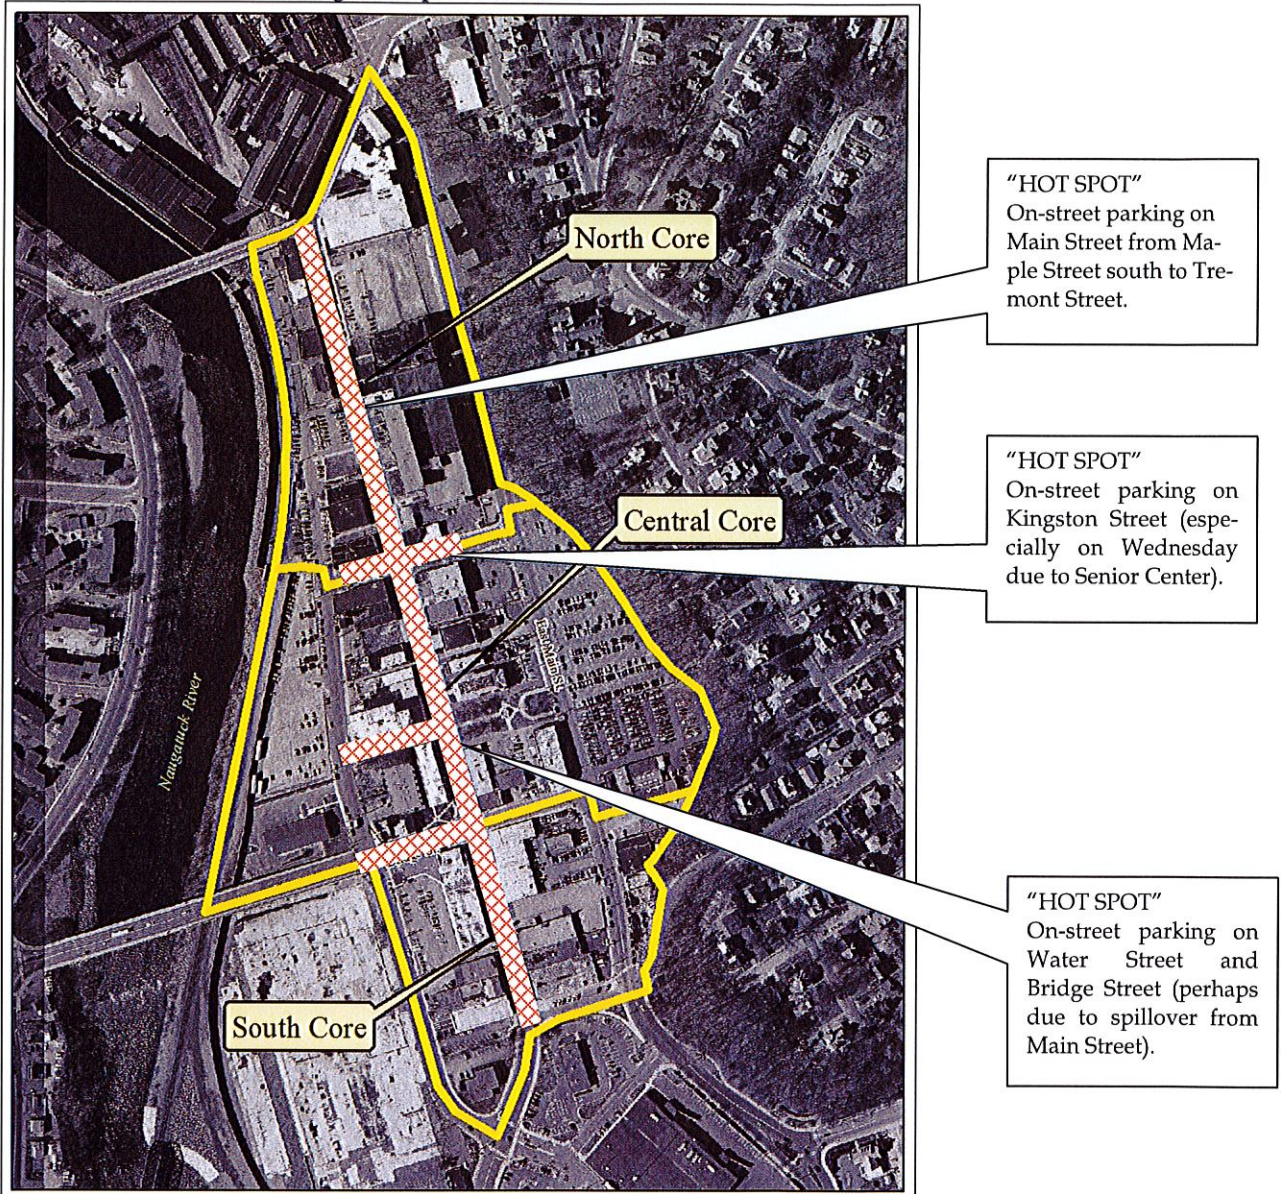 North Core
Central Core
East Main St.
Naugatuck River
South Core
"HOT SPOT"
On-street parking on
Main Street from Ma-
ple Street south to Tre-
mont Street.
"HOT SPOT"
On-street parking on
Kingston Street (espe-
cially on Wednesday
due to Senior Center).
"HOT SPOT"
On-street parking on
Water Street and
Bridge Street (perhaps
due to spillover from
Main Street).